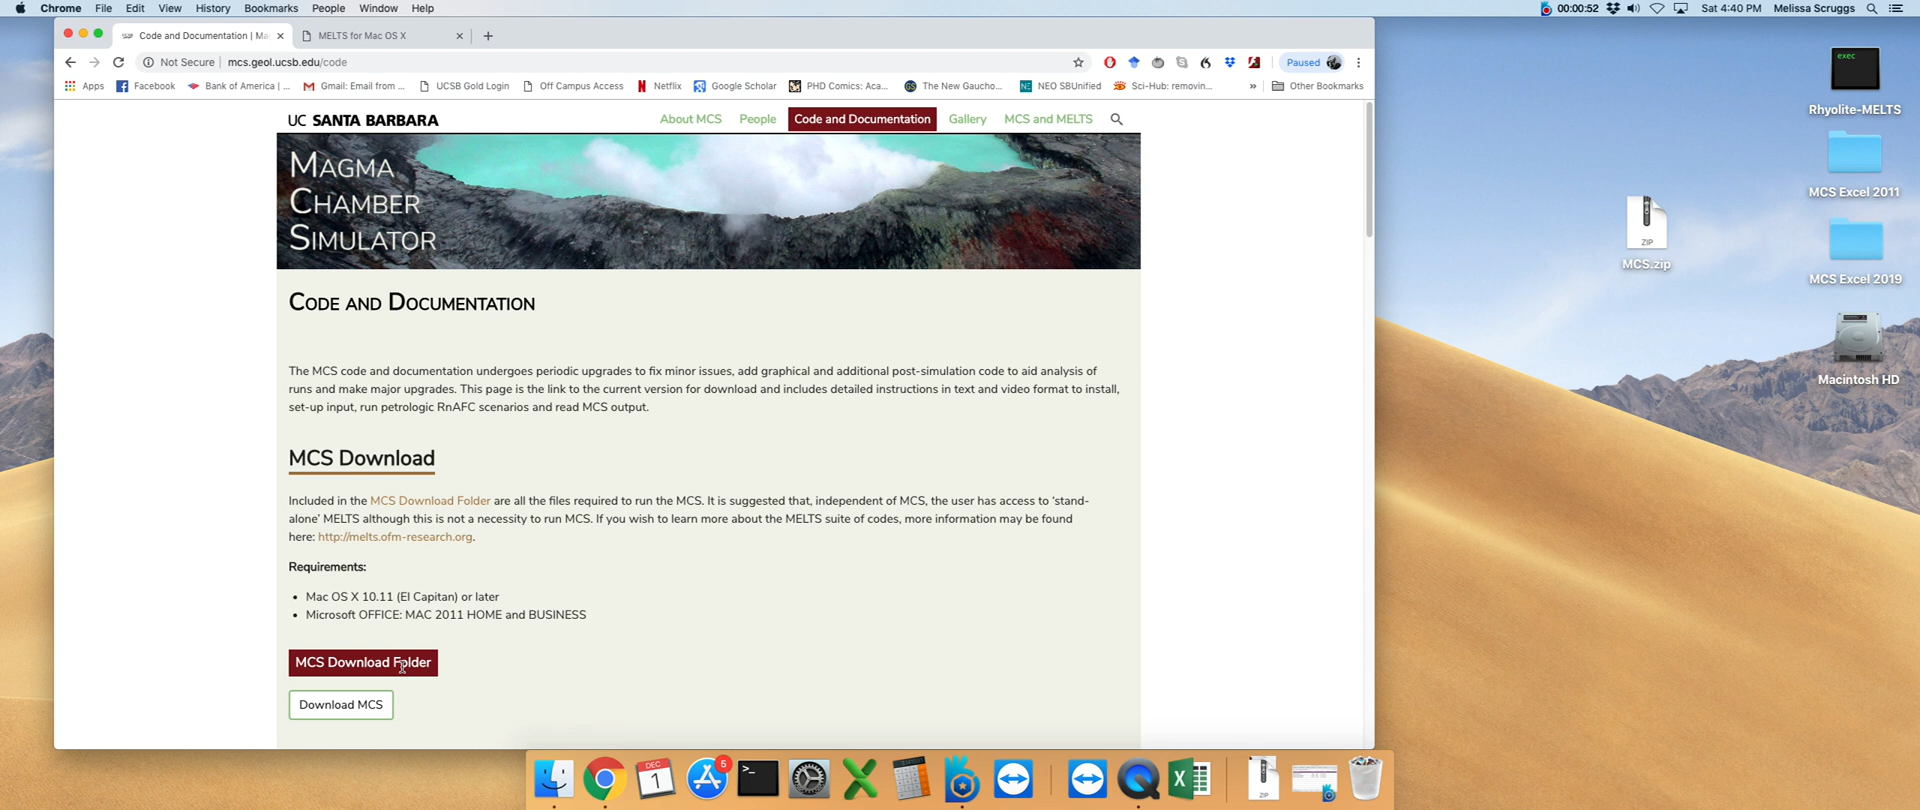 Chrome File Edit View History Bookmarks People Window Help
00:00:52 Sat 4:40 PM Melissa Scruggs
Code and Documentation | Ma
MELTS for Mac OS X
Not Secure | mcs.geol.ucsb.edu/code
Paused
Apps Facebook Bank of America | ... Gmail: Email from ... UCSB Gold Login Off Campus Access Netflix Google Scholar PHD Comics: Aca... The New Gaucho... NEO SBUnified Sci-Hub: removin... » Other Bookmarks
UC SANTA BARBARA
About MCS People Code and Documentation Gallery MCS and MELTS
MAGMA
CHAMBER
SIMULATOR
CODE AND DOCUMENTATION
The MCS code and documentation undergoes periodic upgrades to fix minor issues, add graphical and additional post-simulation code to aid analysis of
runs and make major upgrades. This page is the link to the current version for download and includes detailed instructions in text and video format to install,
set-up input, run petrologic RnAFC scenarios and read MCS output.
MCS Download
Included in the MCS Download Folder are all the files required to run the MCS. It is suggested that, independent of MCS, the user has access to ‘stand-
alone’ MELTS although this is not a necessity to run MCS. If you wish to learn more about the MELTS suite of codes, more information may be found
here: http://melts.ofm-research.org.
Requirements:
• Mac OS X 10.11 (El Capitan) or later
• Microsoft OFFICE: MAC 2011 HOME and BUSINESS
MCS Download Folder
Download MCS
exec
Rhyolite-MELTS
MCS Excel 2011
ZIP
MCS.zip
MCS Excel 2019
Macintosh HD
DEC
1
5
ZIP